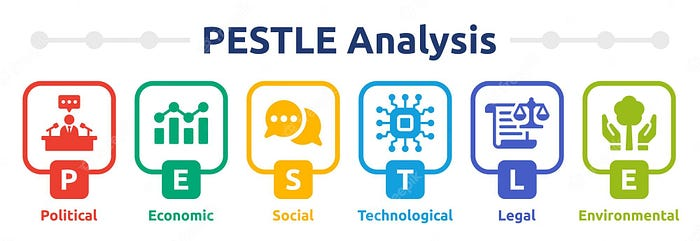 PESTLE Analysis
P E S T L E
Political Economic Social Technological Legal Environmental